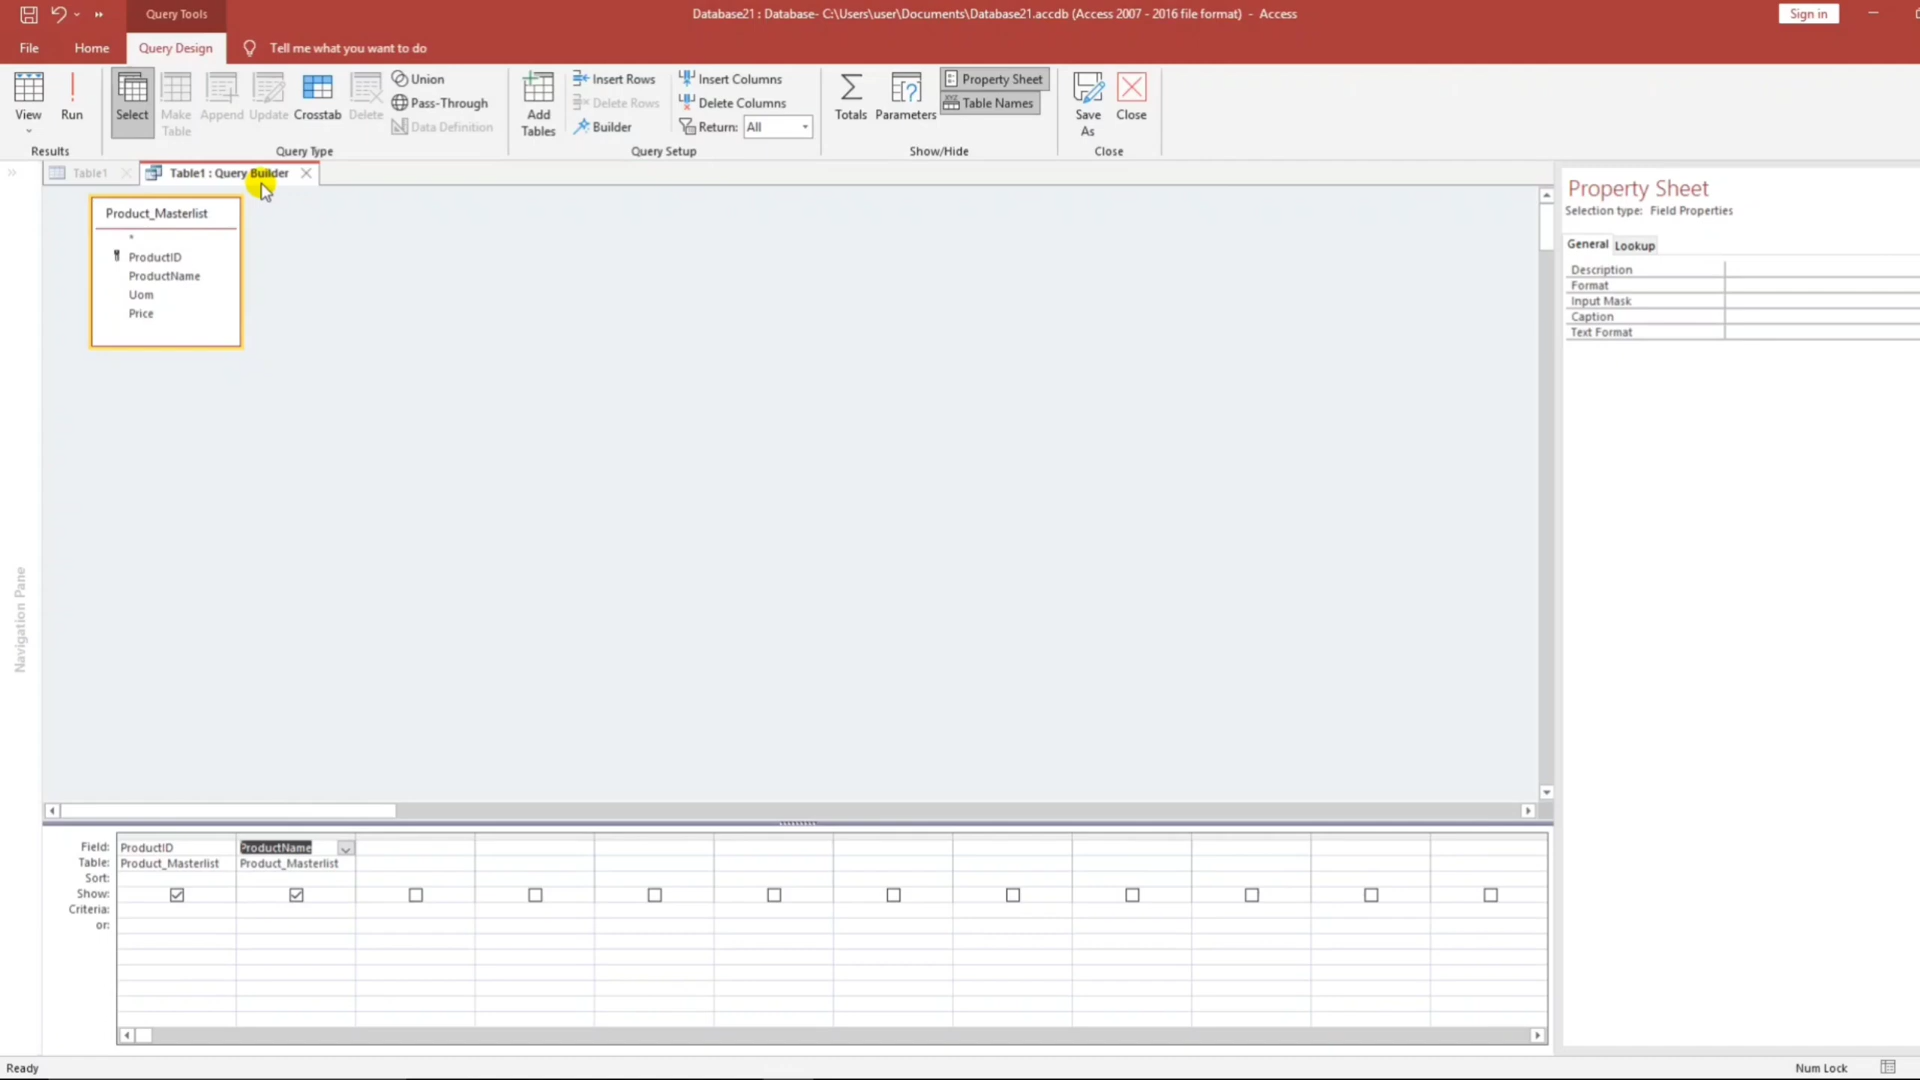 Query Tools
Database21 : Database- C:\Users\user\Documents\Database21.accdb (Access 2007 - 2016 file format) - Access
Sign in
File
Home
Query Design
Tell me what you want to do
View
Run
Select
Make Table
Append
Update
Crosstab
Delete
Union
Pass-Through
Data Definition
Add Tables
Insert Rows
Delete Rows
Builder
Insert Columns
Delete Columns
Return: All
Totals
Parameters
Property Sheet
Table Names
Save As
Close
Results
Query Type
Query Setup
Show/Hide
Close
Table1
Table1 : Query Builder
Product_Masterlist
*
ProductID
ProductName
Uom
Price
Property Sheet
Selection type: Field Properties
General Lookup
Description
Format
Input Mask
Caption
Text Format
Navigation Pane
Field: ProductID ProductName
Table: Product_Masterlist Product_Masterlist
Sort:
Show:
Criteria:
or:
Ready
Num Lock